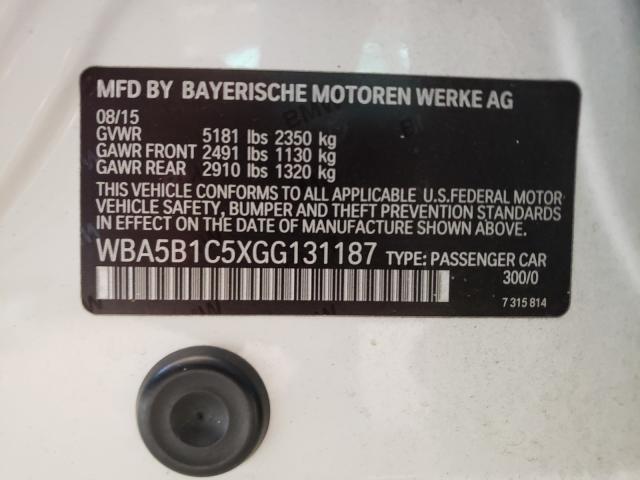 MFD BY BAYERISCHE MOTOREN WERKE AG
08/15
GVWR 5181 lbs 2350 kg
GAWR FRONT 2491 lbs 1130 kg
GAWR REAR 2910 lbs 1320 kg
THIS VEHICLE CONFORMS TO ALL APPLICABLE U.S.FEDERAL MOTOR
VEHICLE SAFETY, BUMPER AND THEFT PREVENTION STANDARDS
IN EFFECT ON THE DATE OF MANUFACTURE SHOWN ABOVE.
WBA5B1C5XGG131187 TYPE: PASSENGER CAR
300/0
7 315 814